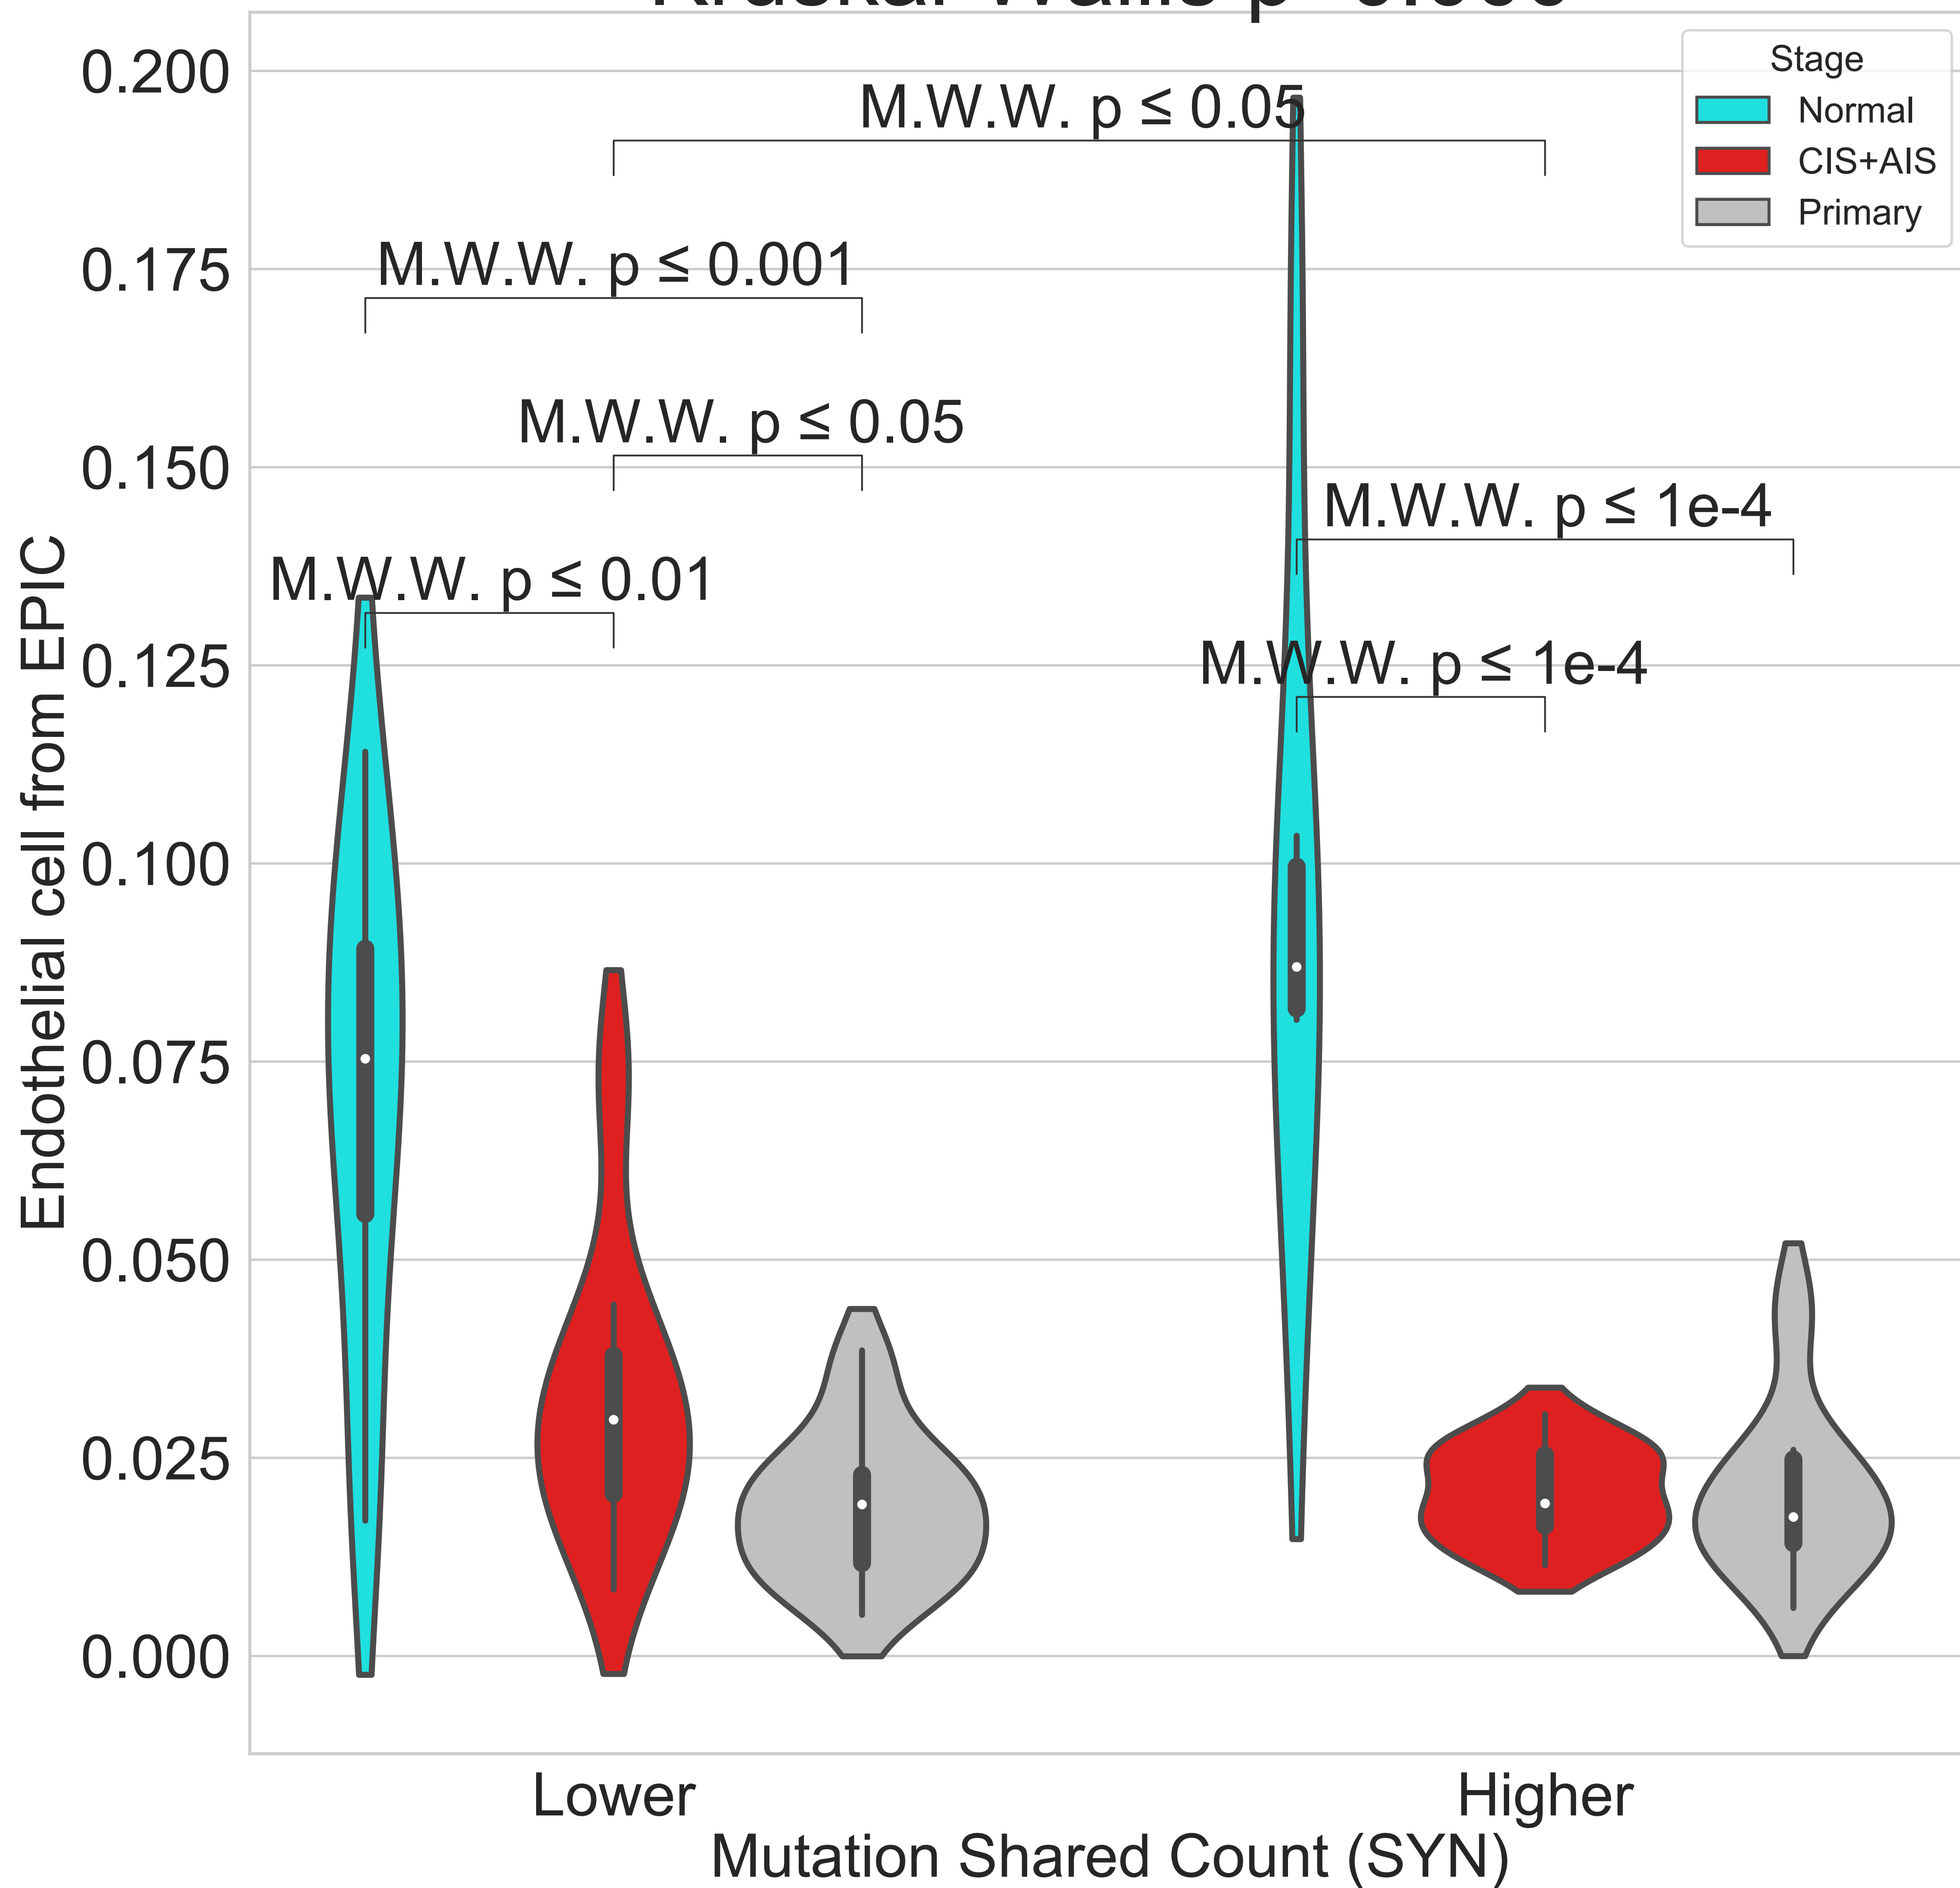 Stage
Normal
CIS+AIS
Primary
0.200
0.175
0.150
0.125
0.100
0.075
0.050
0.025
0.000
Endothelial cell from EPIC
M.W.W. p ≤ 0.05
M.W.W. p ≤ 0.001
M.W.W. p ≤ 0.05
M.W.W. p ≤ 1e-4
M.W.W. p ≤ 0.01
M.W.W. p ≤ 1e-4
Lower
Higher
Mutation Shared Count (SYN)